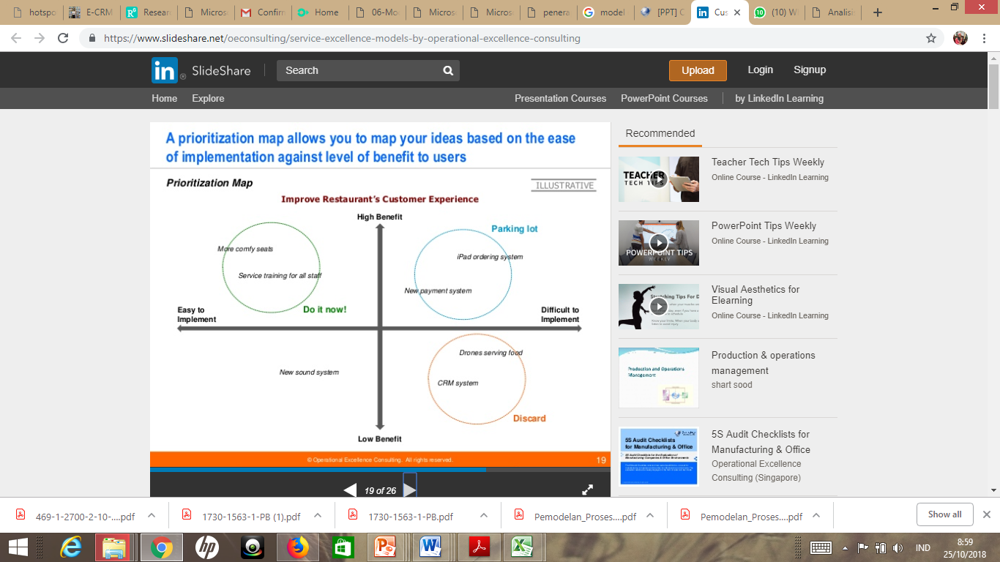 hotspo
E-CRM
Resear
Micros
Confirm
Home
06-Mo
Micros
Micros
penera
model
[PPT] C
Cus
(10) W
Analisi
https://www.slideshare.net/oeconsulting/service-excellence-models-by-operational-excellence-consulting
in SlideShare
Search
Upload
Login
Signup
Home
Explore
Presentation Courses
PowerPoint Courses
by LinkedIn Learning
A prioritization map allows you to map your ideas based on the ease
of implementation against level of benefit to users
Prioritization Map
ILLUSTRATIVE
Improve Restaurant's Customer Experience
High Benefit
Parking lot
More comfy seats
iPad ordering system
Service training for all staff
New payment system
Do it now!
Easy to
Implement
Difficult to
Implement
Drones serving food
New sound system
CRM system
Discard
Low Benefit
© Operational Excellence Consulting. All rights reserved.
19
19 of 26
Recommended
TEACHER
TECH TIPS
Teacher Tech Tips Weekly
Online Course - LinkedIn Learning
POWERPOINT TIPS
WEEKLY
PowerPoint Tips Weekly
Online Course - LinkedIn Learning
Stretching Tips For D
Visual Aesthetics for
Elearning
Online Course - LinkedIn Learning
Production and Operations
Management
Production & operations
management
shart sood
5S Audit Checklists
for Manufacturing & Office
5S Audit Checklists for
Manufacturing & Office
Operational Excellence
Consulting (Singapore)
469-1-2700-2-10-....pdf
1730-1563-1-PB (1).pdf
1730-1563-1-PB.pdf
Pemodelan_Proses....pdf
Pemodelan_Proses....pdf
Show all
IND
8:59
25/10/2018